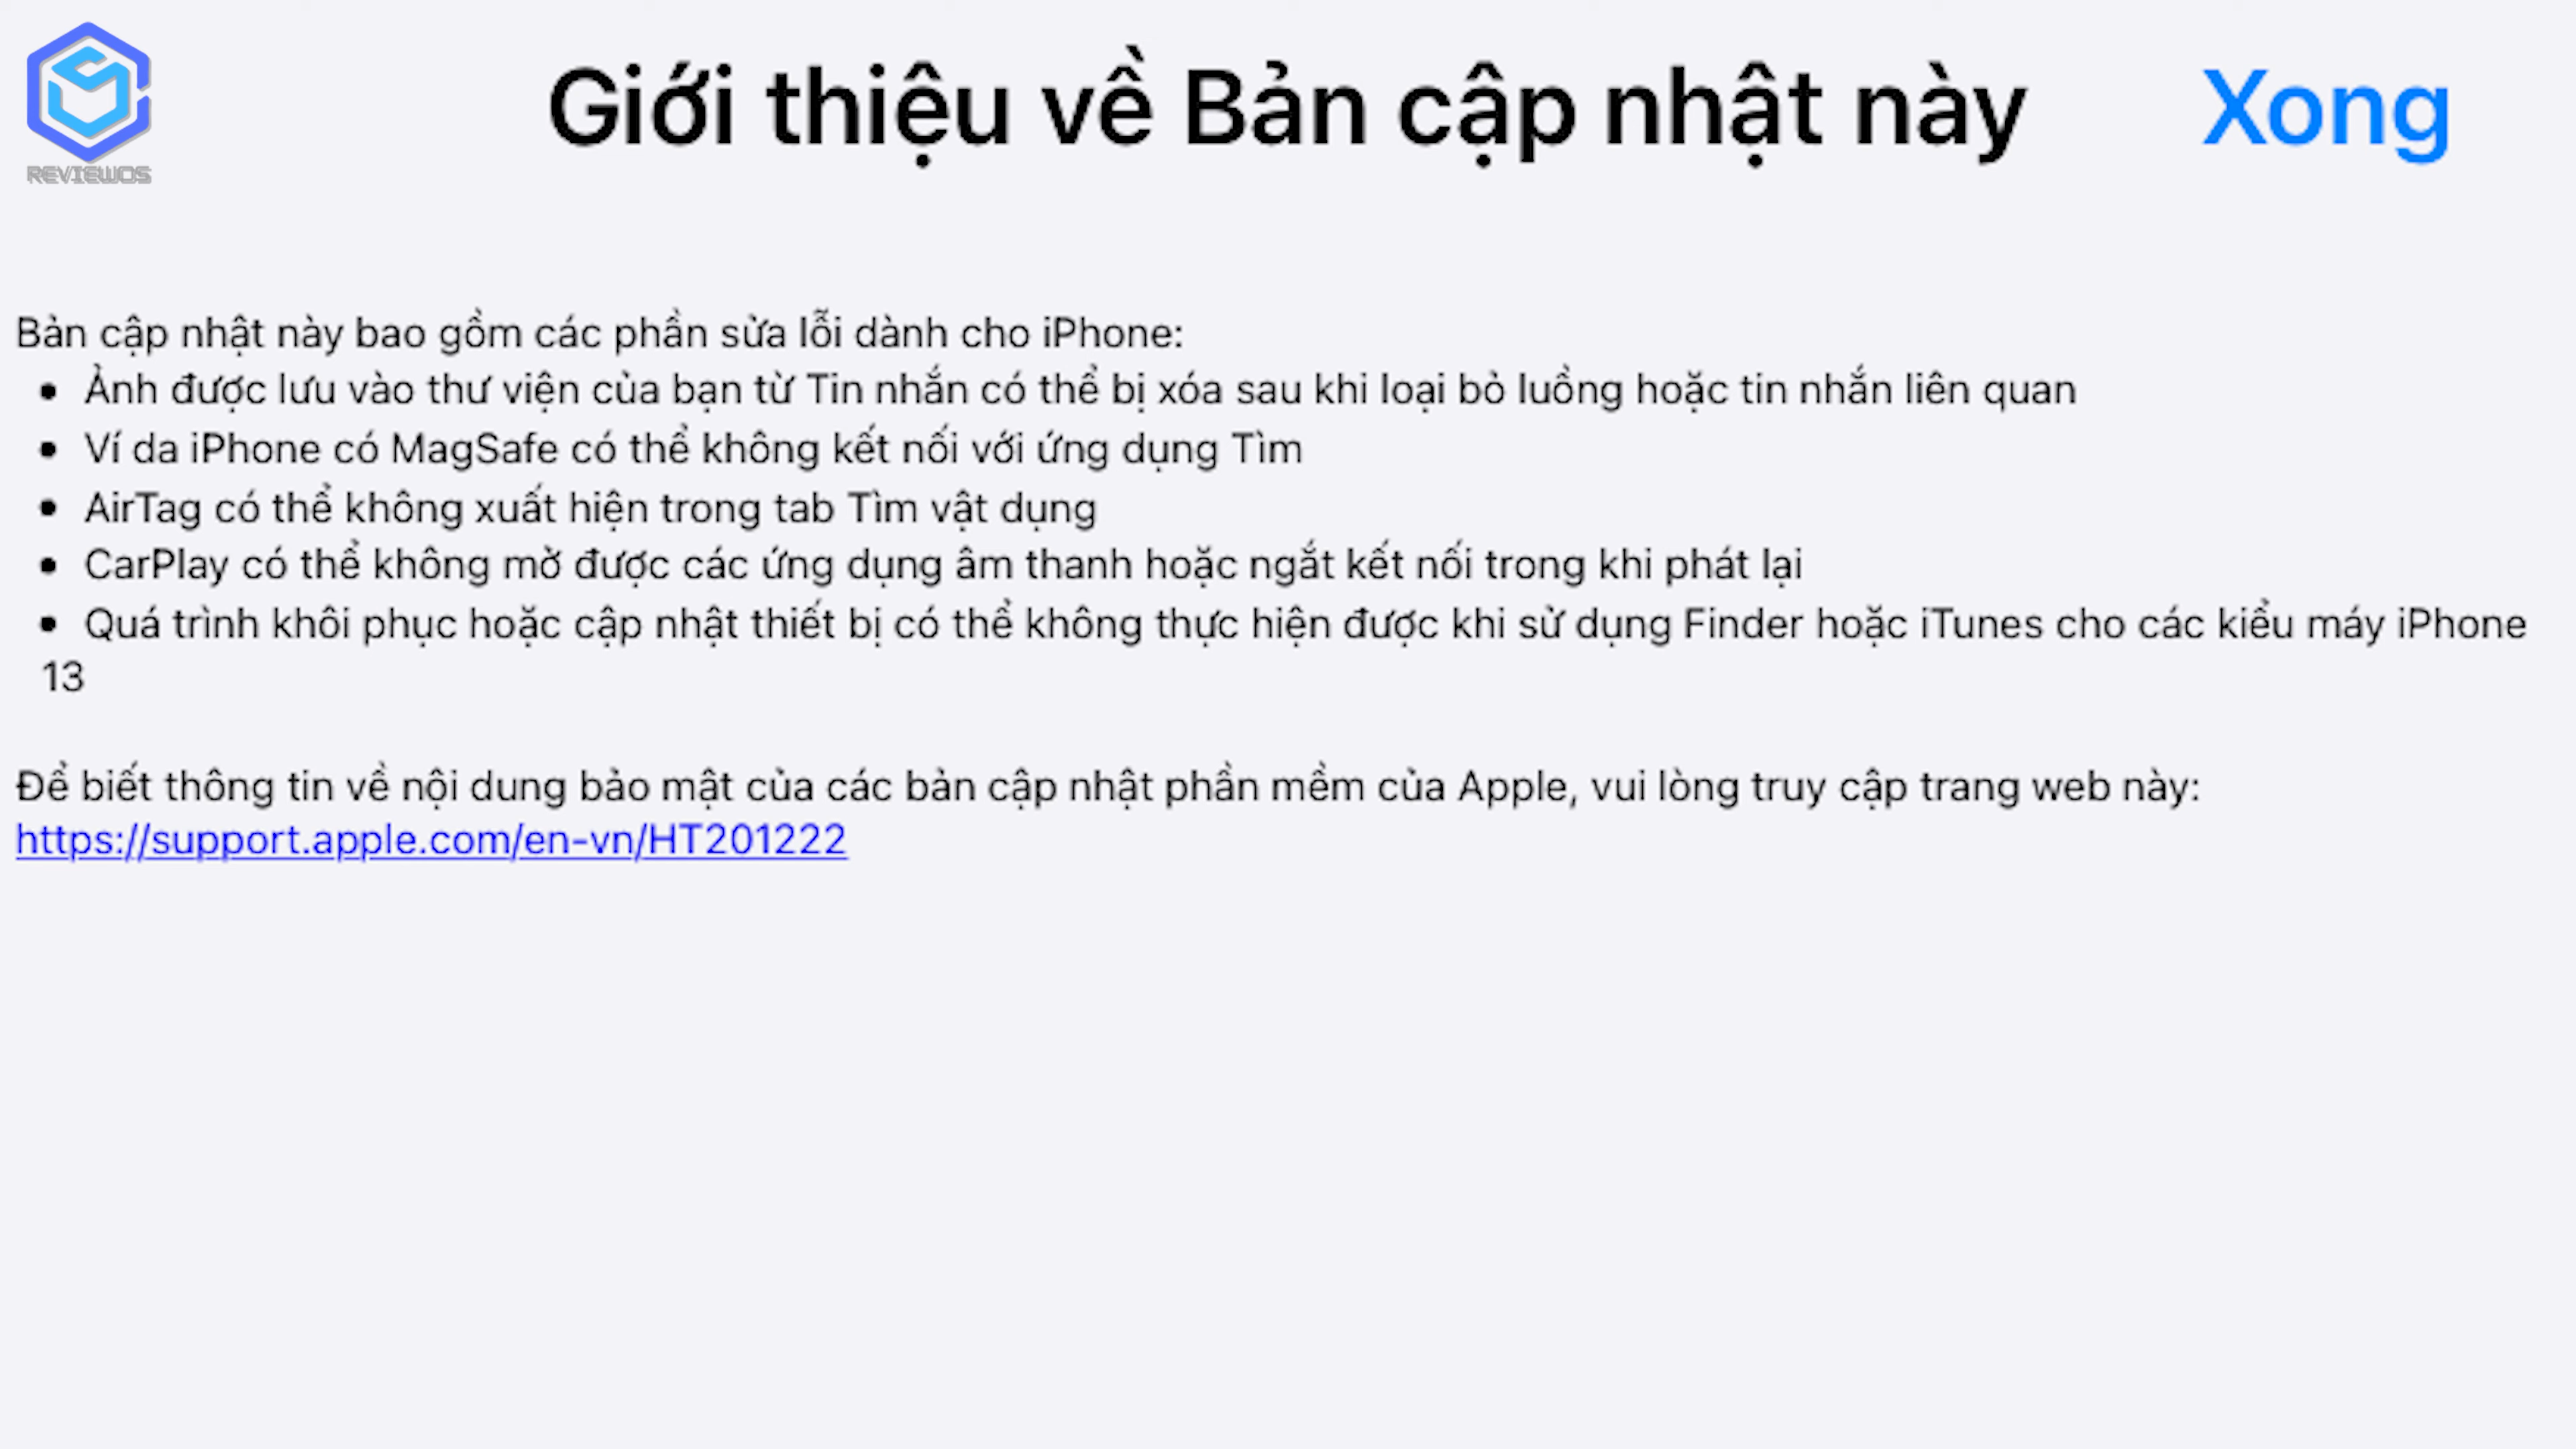 REVIEWOS
Giới thiệu về Bản cập nhật này
Xong
Bản cập nhật này bao gồm các phần sửa lỗi dành cho iPhone:
• Ảnh được lưu vào thư viện của bạn từ Tin nhắn có thể bị xóa sau khi loại bỏ luồng hoặc tin nhắn liên quan
• Ví da iPhone có MagSafe có thể không kết nối với ứng dụng Tìm
• AirTag có thể không xuất hiện trong tab Tìm vật dụng
• CarPlay có thể không mở được các ứng dụng âm thanh hoặc ngắt kết nối trong khi phát lại
• Quá trình khôi phục hoặc cập nhật thiết bị có thể không thực hiện được khi sử dụng Finder hoặc iTunes cho các kiểu máy iPhone
13
Để biết thông tin về nội dung bảo mật của các bản cập nhật phần mềm của Apple, vui lòng truy cập trang web này:
https://support.apple.com/en-vn/HT201222